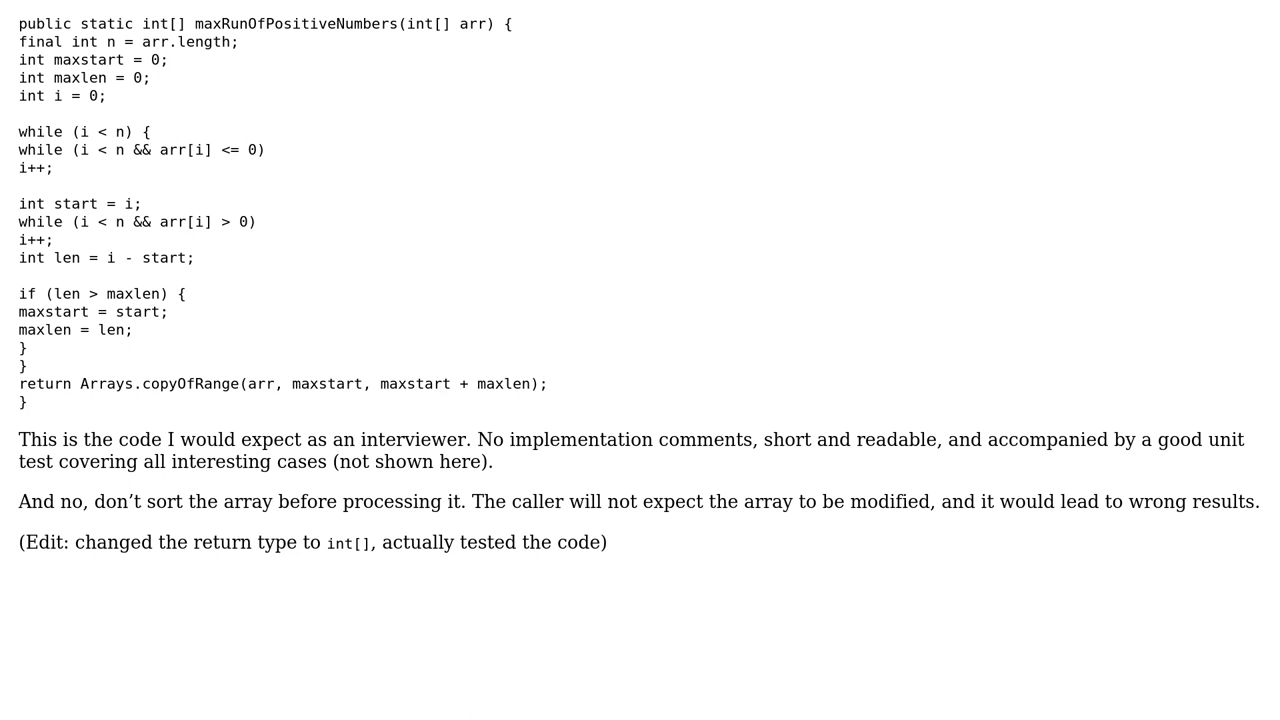 public static int[] maxRunOfPositiveNumbers(int[] arr) {
final int n = arr.length;
int maxstart = 0;
int maxlen = 0;
int i = 0;

while (i < n) {
while (i < n && arr[i] <= 0)
i++;

int start = i;
while (i < n && arr[i] > 0)
i++;
int len = i - start;

if (len > maxlen) {
maxstart = start;
maxlen = len;
}
}
return Arrays.copyOfRange(arr, maxstart, maxstart + maxlen);
}

This is the code I would expect as an interviewer. No implementation comments, short and readable, and accompanied by a good unit
test covering all interesting cases (not shown here).

And no, don’t sort the array before processing it. The caller will not expect the array to be modified, and it would lead to wrong results.

(Edit: changed the return type to int[], actually tested the code)